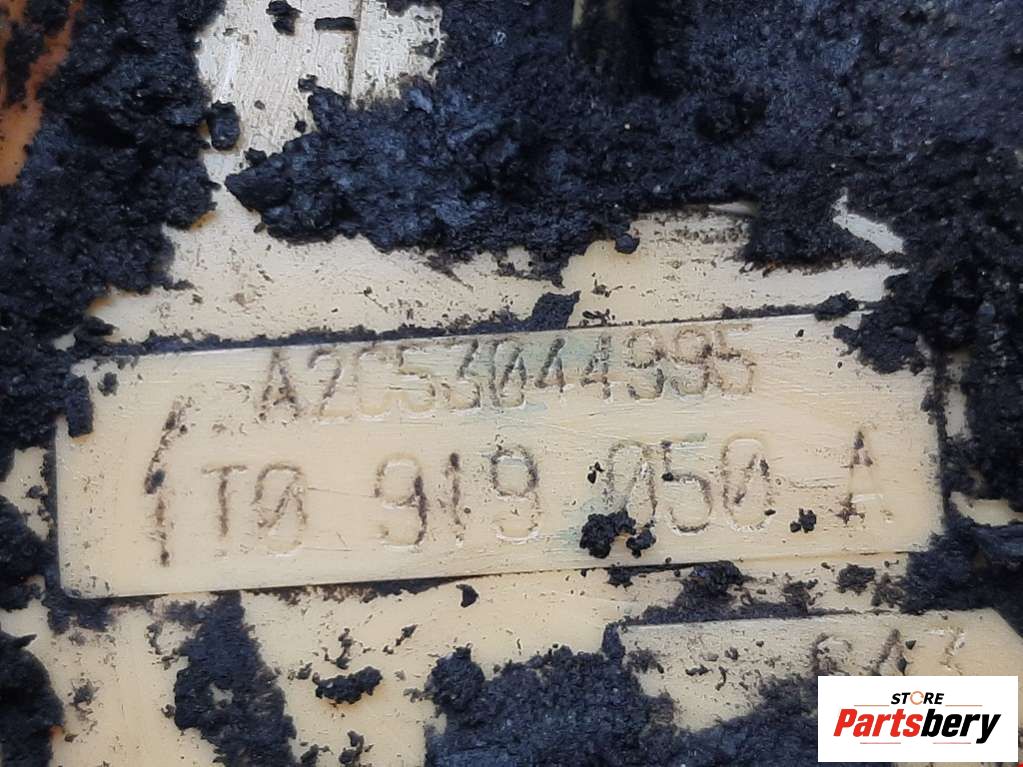 A2C53044995
1T0 919 050 A
STORE
Partsbery